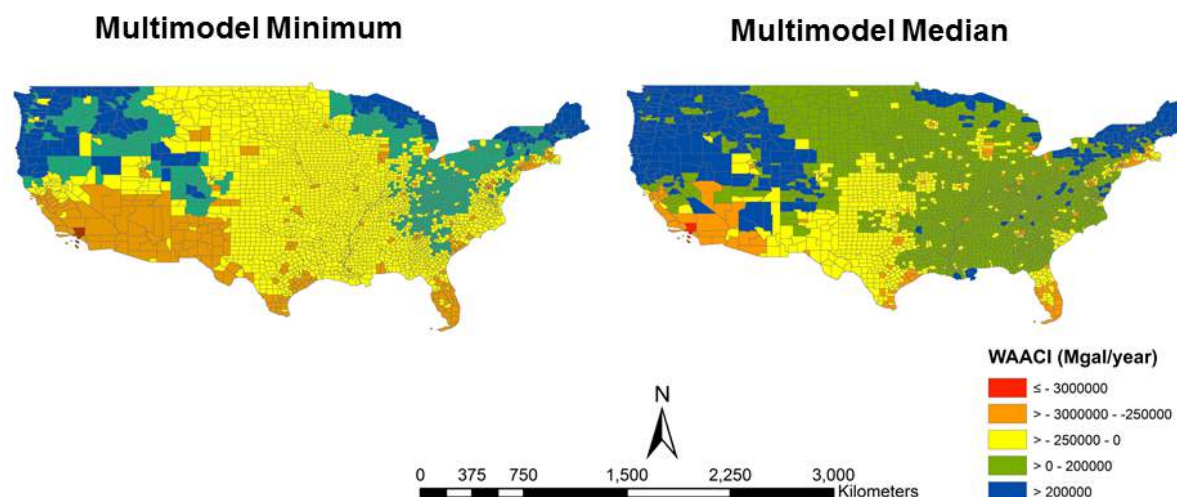 Multimodel Minimum
Multimodel Median
WAACI (Mgal/year)
≤ - 3000000
> - 3000000 - -250000
> - 250000 - 0
> 0 - 200000
> 200000
N
0 375 750 1,500 2,250 3,000
Kilometers